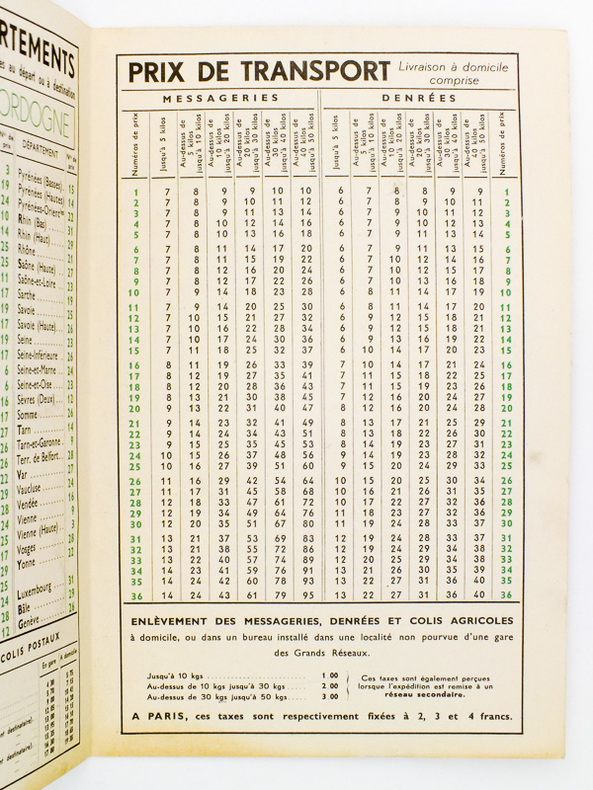 RTEMENTS
es au départ ou à destination
ORDOGNE
DÉPARTEMENT
Pyrénées (Basses) 15
Pyrénées (Hautes) 14
Rhin (Bas)
Rhin (Haut)
Rhône
Saône (Haute)
Saône-et-Loire
Sarthe
Savoie
Savoie (Haute)
Seine
Seine-Inférieure
Seine-et-Marne
Seine-et-Oise
Sèvres (Deux)
Somme
Tarn
Tarn-et-Garonne
Terr. de Belfort
Var
Vaucluse
Vendée
Vienne
Vienne (Haute)
Vosges
Yonne
Luxembourg
Bâle
Genève
COLIS POSTAUX
En gare À domicile
PRIX DE TRANSPORT Livraison à domicile comprise
MESSAGERIES DENRÉES
Numéros de prix
Jusqu'à 5 kilos
Au-dessus de 5 kilos jusqu'à 10 kilos
Au-dessus de 10 kilos jusqu'à 20 kilos
Au-dessus de 20 kilos jusqu'à 30 kilos
Au-dessus de 30 kilos jusqu'à 40 kilos
Au-dessus de 40 kilos jusqu'à 50 kilos
Jusqu'à 5 kilos
Au-dessus de 5 kilos jusqu'à 10 kilos
Au-dessus de 10 kilos jusqu'à 20 kilos
Au-dessus de 20 kilos jusqu'à 30 kilos
Au-dessus de 30 kilos jusqu'à 40 kilos
Au-dessus de 40 kilos jusqu'à 50 kilos
Numéros de prix
1 7 8 9 9 10 10 6 7 8 8 9 9 1
2 7 8 9 10 11 12 6 7 8 9 10 11 2
3 7 8 9 11 13 14 6 7 9 10 11 12 3
4 7 8 10 12 14 16 6 7 9 10 12 13 4
5 7 8 10 13 16 18 6 7 9 11 13 14 5
6 7 8 11 14 17 20 6 7 9 11 13 15 6
7 7 8 11 15 19 22 6 7 10 12 14 16 7
8 7 8 12 16 20 24 6 7 10 12 15 17 8
9 7 8 12 17 22 26 6 7 10 13 16 18 9
10 7 9 14 18 23 28 6 8 11 14 17 19 10
11 7 9 14 20 25 30 6 8 11 14 17 20 11
12 7 10 15 21 27 32 6 9 12 15 18 21 12
13 7 10 16 22 28 34 6 9 12 15 18 21 13
14 7 10 17 24 30 36 6 9 13 16 19 22 14
15 7 11 18 25 32 37 6 10 14 17 20 23 15
16 8 11 19 26 33 39 7 10 14 17 21 24 16
17 8 12 19 27 35 41 7 11 15 18 22 25 17
18 8 12 20 28 36 43 7 11 15 19 23 26 18
19 8 13 21 30 38 45 7 12 16 20 24 27 19
20 9 13 22 31 40 47 8 12 16 20 24 28 20
21 9 14 23 32 41 49 8 13 17 21 25 29 21
22 9 14 24 34 43 51 8 13 18 22 26 30 22
23 9 15 25 35 45 53 8 14 19 23 27 31 23
24 10 15 26 37 48 56 9 14 19 23 28 32 24
25 10 16 27 39 51 60 9 15 20 24 29 33 25
26 11 16 29 42 54 64 10 15 20 25 30 34 26
27 11 17 31 45 58 68 10 16 21 26 31 35 27
28 12 18 33 47 61 72 10 17 22 27 32 36 28
29 12 19 34 49 64 76 11 18 23 27 32 36 29
30 12 20 35 51 67 80 11 19 24 28 33 37 30
31 13 21 37 53 69 83 12 19 24 28 33 37 31
32 13 21 38 55 72 86 12 19 24 29 34 38 32
33 13 22 40 57 74 89 12 20 25 29 34 38 33
34 14 23 41 59 76 91 13 21 26 30 35 39 34
35 14 24 42 60 78 93 13 22 27 31 36 40 35
36 14 24 43 61 79 95 13 22 27 31 36 40 36
ENLÈVEMENT DES MESSAGERIES, DENRÉES ET COLIS AGRICOLES
à domicile, ou dans un bureau installé dans une localité non pourvue d'une gare
des Grands Réseaux.
Jusqu'à 10 kgs 1 00
Au-dessus de 10 kgs jusqu'à 30 kgs 2 00
Au-dessus de 30 kgs jusqu'à 50 kgs 3 00
Ces taxes sont également perçues
lorsque l'expédition est remise à un
réseau secondaire.
A PARIS, ces taxes sont respectivement fixées à 2, 3 et 4 francs.